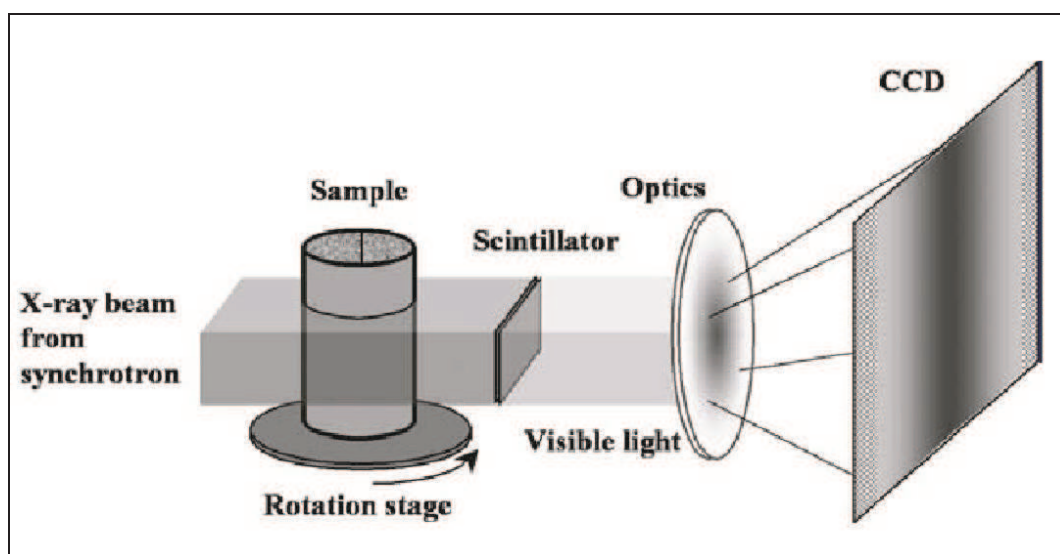 CCD
Optics
Sample
Scintillator
X-ray beam
from
synchrotron
Visible light
Rotation stage